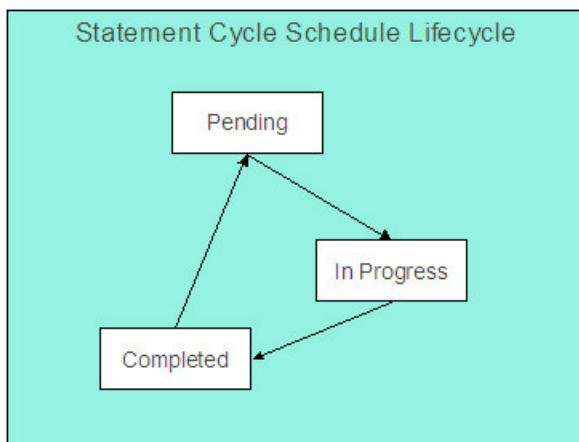 Statement Cycle Schedule Lifecycle
Pending
In Progress
Completed